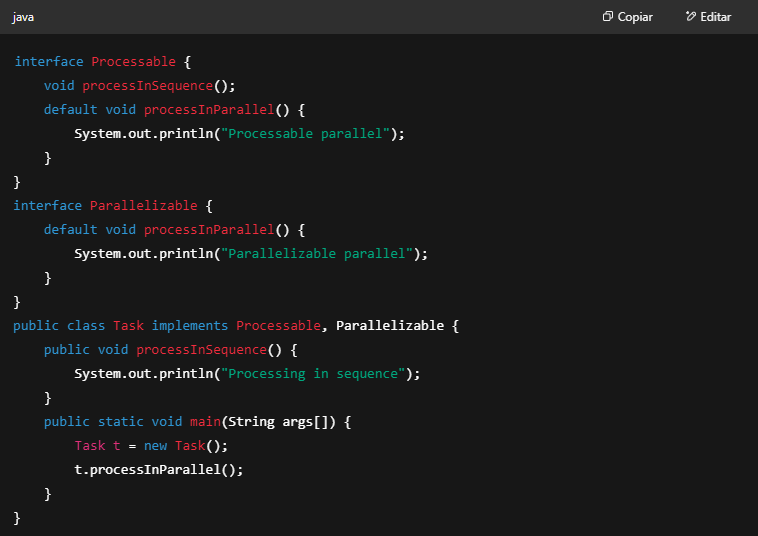 java Copiar Editar
interface Processable {
    void processInSequence();
    default void processInParallel() {
        System.out.println("Processable parallel");
    }
}
interface Parallelizable {
    default void processInParallel() {
        System.out.println("Parallelizable parallel");
    }
}
public class Task implements Processable, Parallelizable {
    public void processInSequence() {
        System.out.println("Processing in sequence");
    }
    public static void main(String args[]) {
        Task t = new Task();
        t.processInParallel();
    }
}